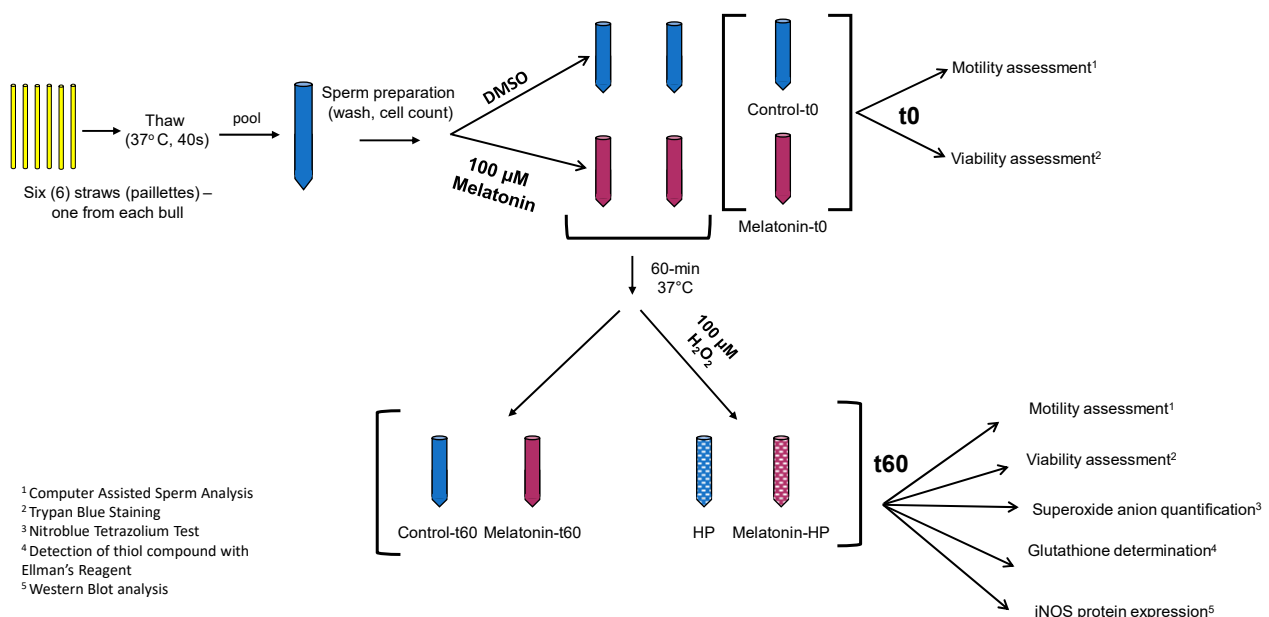 Six (6) straws (paillettes) –
one from each bull
Thaw
(37° C, 40s)
pool
Sperm preparation
(wash, cell count)
DMSO
100 µM
Melatonin
Control-t0
Melatonin-t0
t0
Motility assessment¹
Viability assessment²
60-min
37°C
100 µM
H₂O₂
Control-t60
Melatonin-t60
HP
Melatonin-HP
t60
Motility assessment¹
Viability assessment²
Superoxide anion quantification³
Glutathione determination⁴
iNOS protein expression⁵
¹ Computer Assisted Sperm Analysis
² Trypan Blue Staining
³ Nitroblue Tetrazolium Test
⁴ Detection of thiol compound with
Ellman’s Reagent
⁵ Western Blot analysis